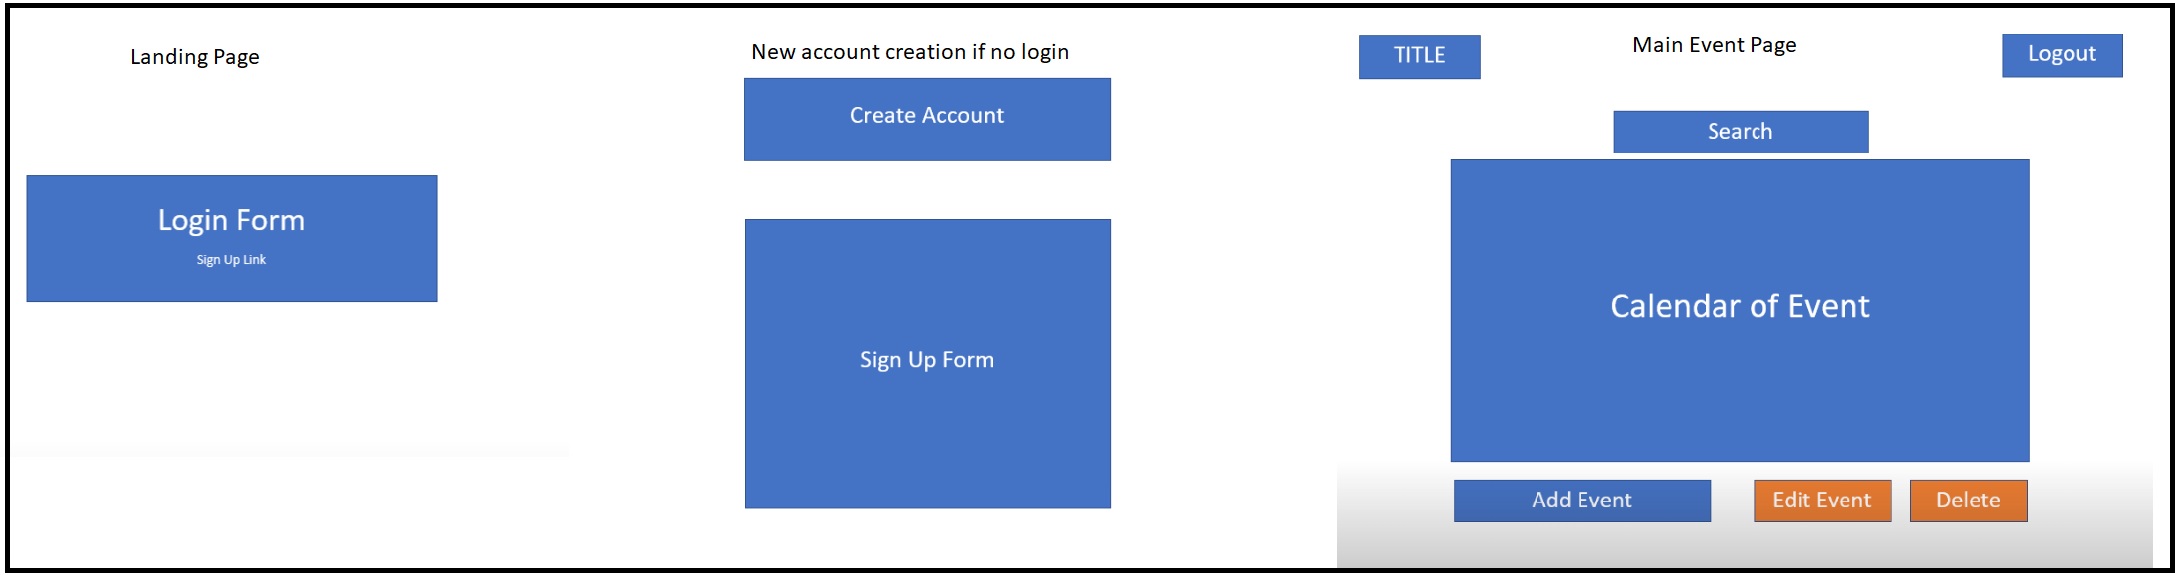 Landing Page
Login Form
Sign Up Link
New account creation if no login
Create Account
Sign Up Form
TITLE
Main Event Page
Logout
Search
Calendar of Event
Add Event
Edit Event
Delete